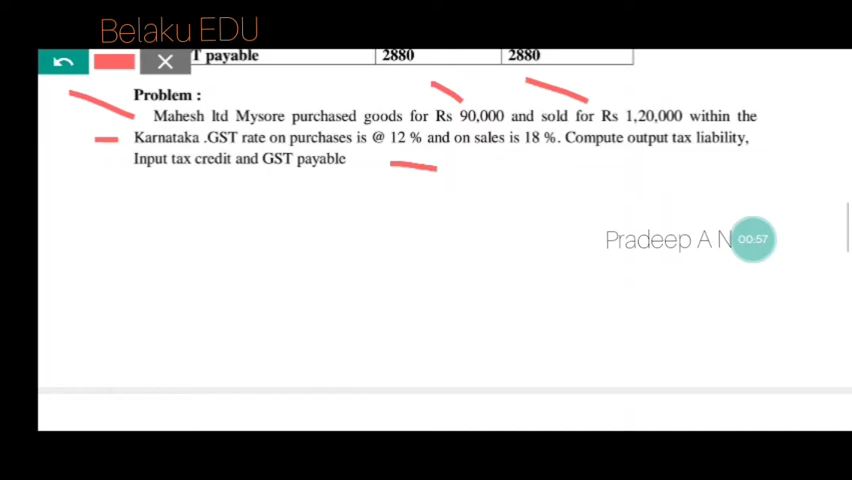 Belaku EDU
T payable 2880 2880
Problem :
Mahesh ltd Mysore purchased goods for Rs 90,000 and sold for Rs 1,20,000 within the
Karnataka .GST rate on purchases is @ 12 % and on sales is 18 %. Compute output tax liability,
Input tax credit and GST payable
Pradeep A N 00:57